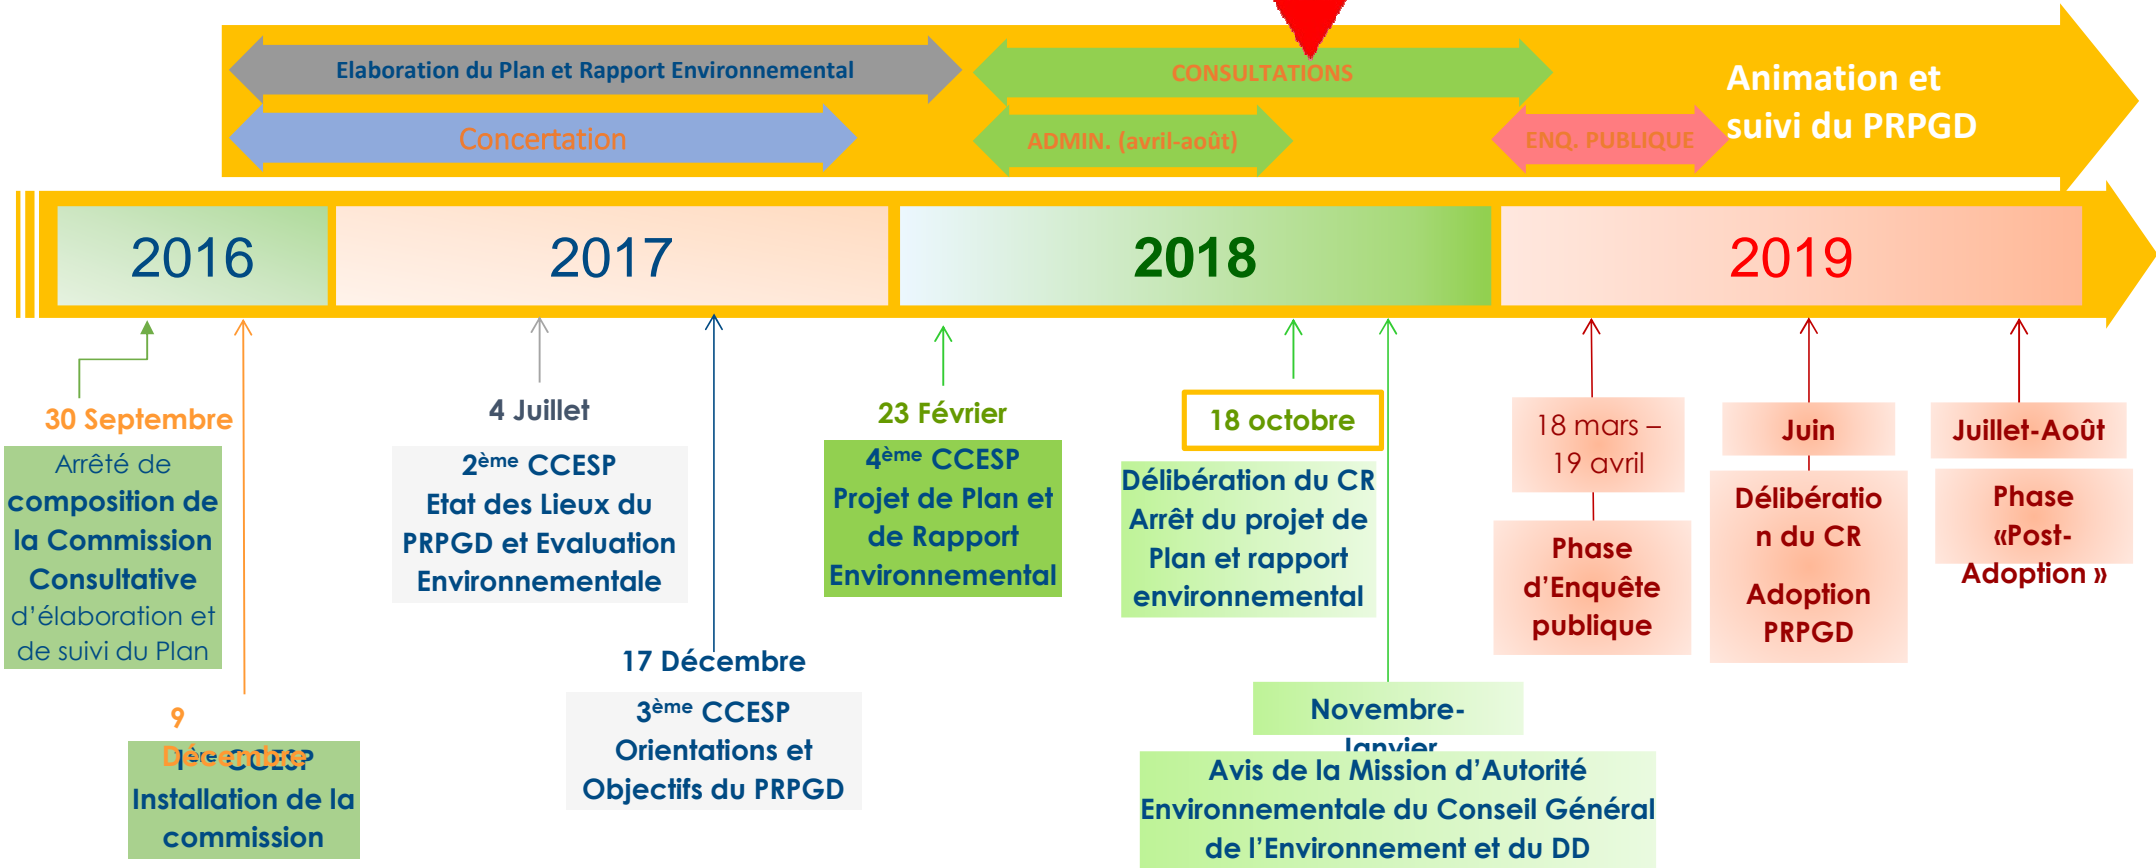 Elaboration du Plan et Rapport Environnemental
CONSULTATIONS
Animation et
suivi du PRPGD
Concertation
ADMIN. (avril-août)
ENQ. PUBLIQUE
2016
2017
2018
2019
30 Septembre
Arrêté de
composition de
la Commission
Consultative
d'élaboration et
de suivi du Plan
9
Décembre
1ère CCESP
Installation de la
commission
4 Juillet
2ème CCESP
Etat des Lieux du
PRPGD et Evaluation
Environnementale
17 Décembre
3ème CCESP
Orientations et
Objectifs du PRPGD
23 Février
4ème CCESP
Projet de Plan et
de Rapport
Environnemental
18 octobre
Délibération du CR
Arrêt du projet de
Plan et rapport
environnemental
Novembre-
Janvier
Avis de la Mission d'Autorité
Environnementale du Conseil Général
de l'Environnement et du DD
18 mars –
19 avril
Phase
d'Enquête
publique
Juin
Délibératio
n du CR
Adoption
PRPGD
Juillet-Août
Phase
«Post-
Adoption »